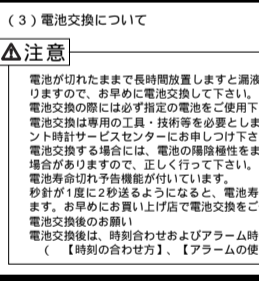 (3)電池交換について
⚠注意
電池が切れたままで長時間放置しますと漏液
りますので、お早めに電池交換して下さい。
電池交換の際には必ず指定の電池をご使用下
電池交換は専用の工具・技術等を必要としま
ント時計サービスセンターにお申しつけ下さ
電池交換する場合には、電池の陽陰極性をま
場合がありますので、正しく行って下さい。
電池寿命切れ予告機能が付いています。
秒針が1度に2秒送るようになると、電池寿
ます。お早めにお買い上げ店で電池交換をご
電池交換後のお願い
電池交換後は、時刻合わせおよびアラーム時
( 【時刻の合わせ方】、【アラームの使